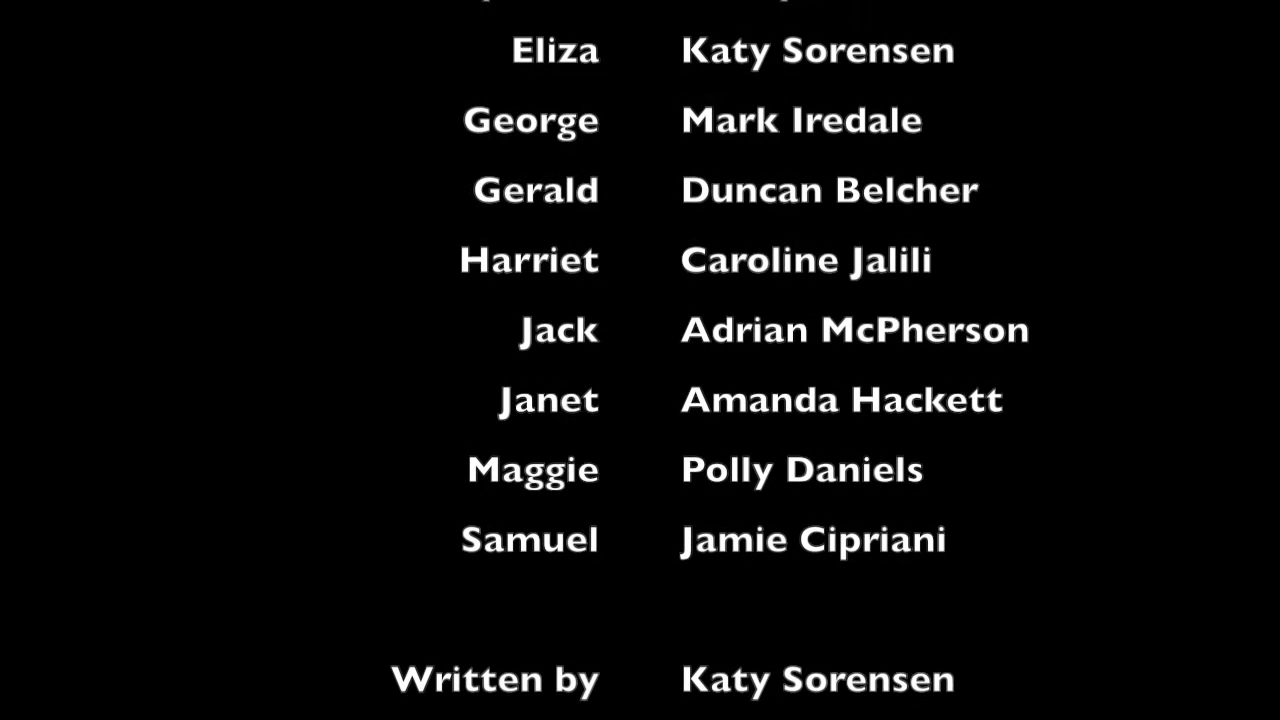 Eliza Katy Sorensen
George Mark Iredale
Gerald Duncan Belcher
Harriet Caroline Jalili
Jack Adrian McPherson
Janet Amanda Hackett
Maggie Polly Daniels
Samuel Jamie Cipriani
Written by Katy Sorensen